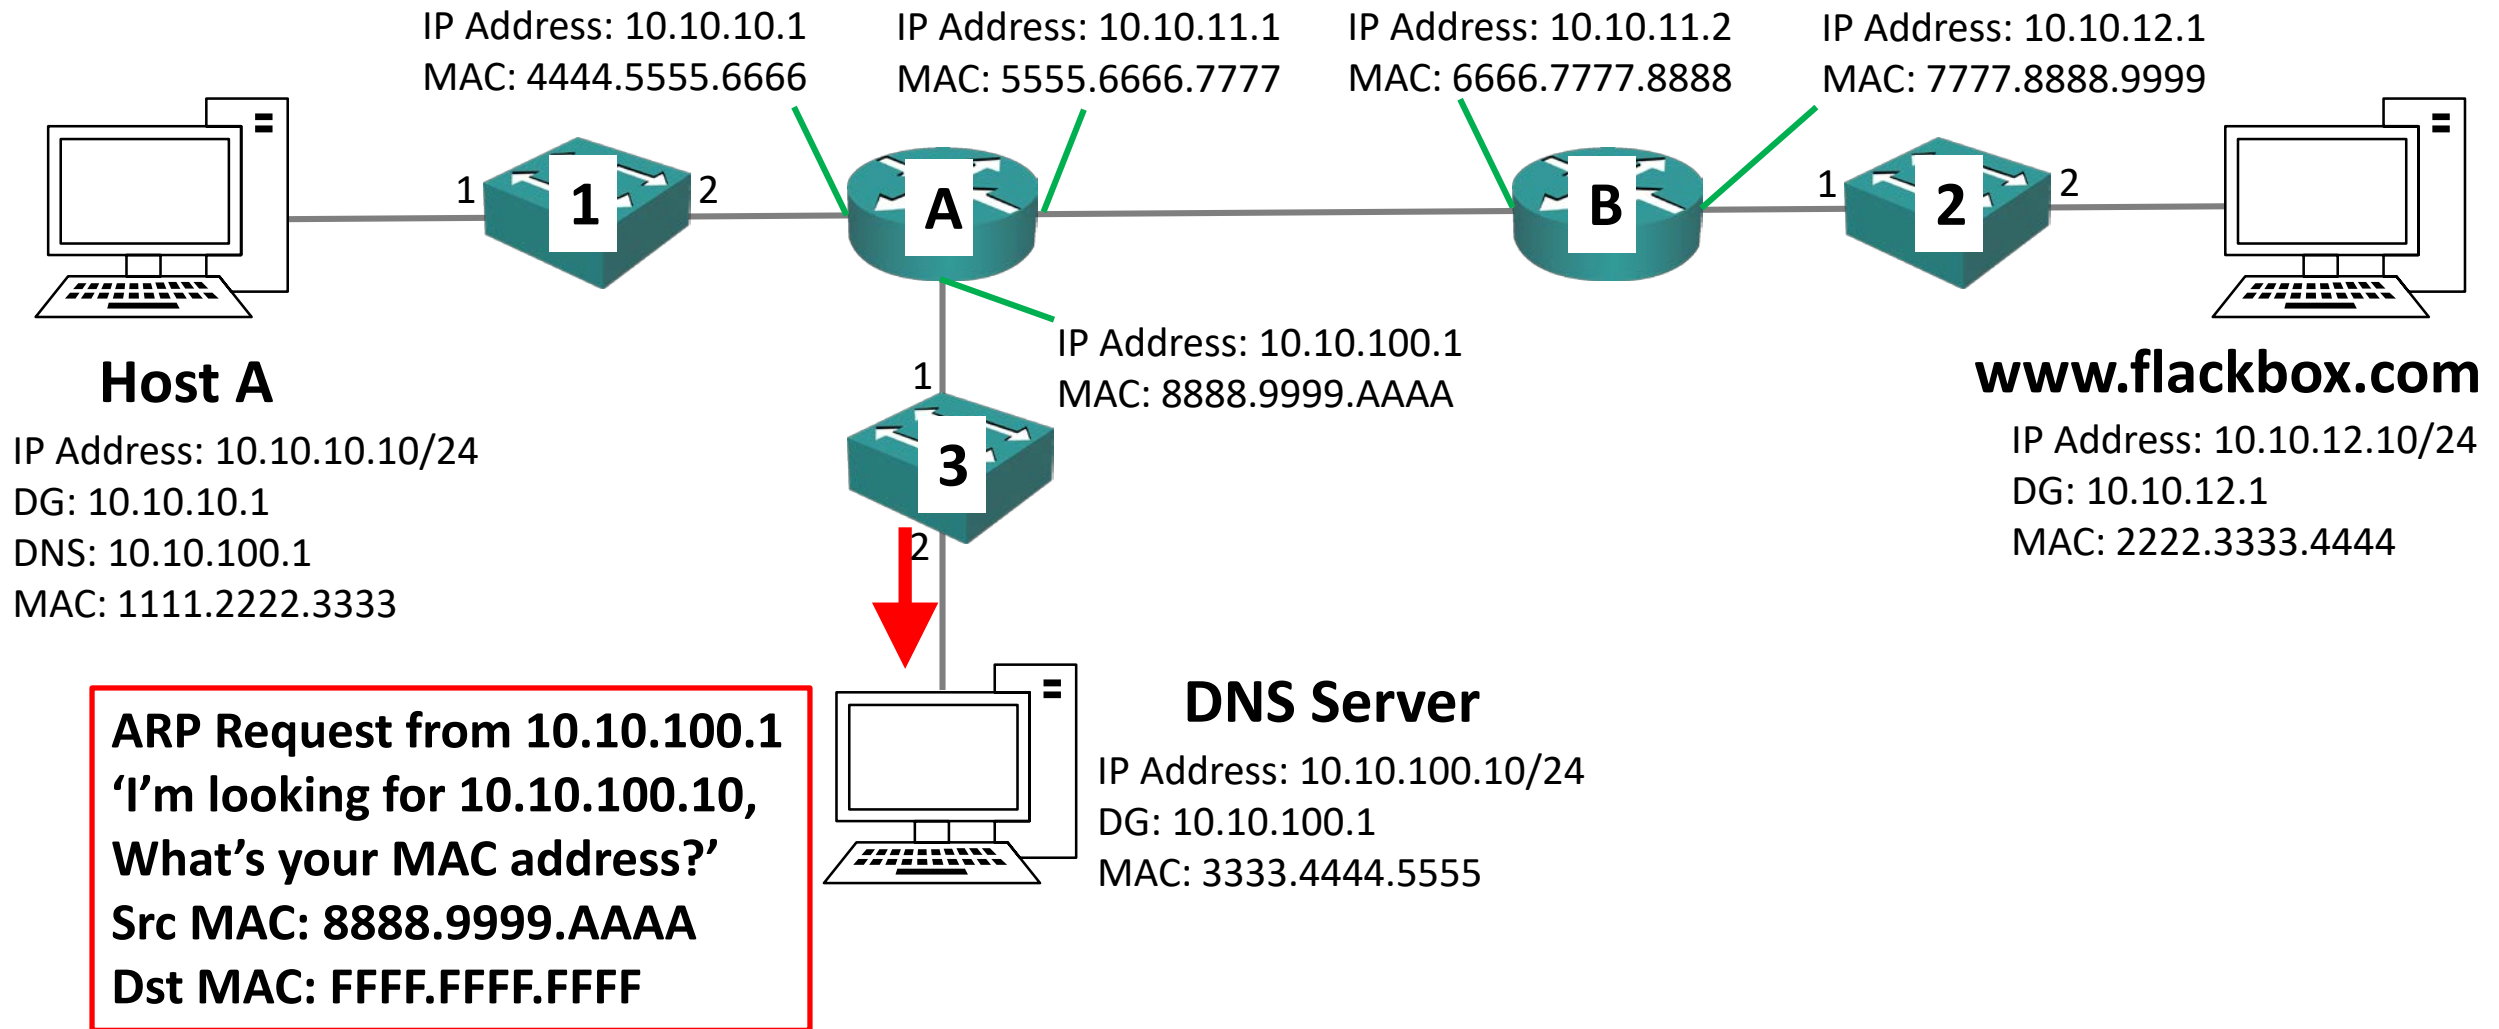 IP Address: 10.10.10.1
MAC: 4444.5555.6666
IP Address: 10.10.11.1
MAC: 5555.6666.7777
IP Address: 10.10.11.2
MAC: 6666.7777.8888
IP Address: 10.10.12.1
MAC: 7777.8888.9999
1
1
2
A
B
1
2
2
IP Address: 10.10.100.1
MAC: 8888.9999.AAAA
1
3
2
Host A
IP Address: 10.10.10.10/24
DG: 10.10.10.1
DNS: 10.10.100.1
MAC: 1111.2222.3333
www.flackbox.com
IP Address: 10.10.12.10/24
DG: 10.10.12.1
MAC: 2222.3333.4444
ARP Request from 10.10.100.1
‘I’m looking for 10.10.100.10,
What’s your MAC address?’
Src MAC: 8888.9999.AAAA
Dst MAC: FFFF.FFFF.FFFF
DNS Server
IP Address: 10.10.100.10/24
DG: 10.10.100.1
MAC: 3333.4444.5555